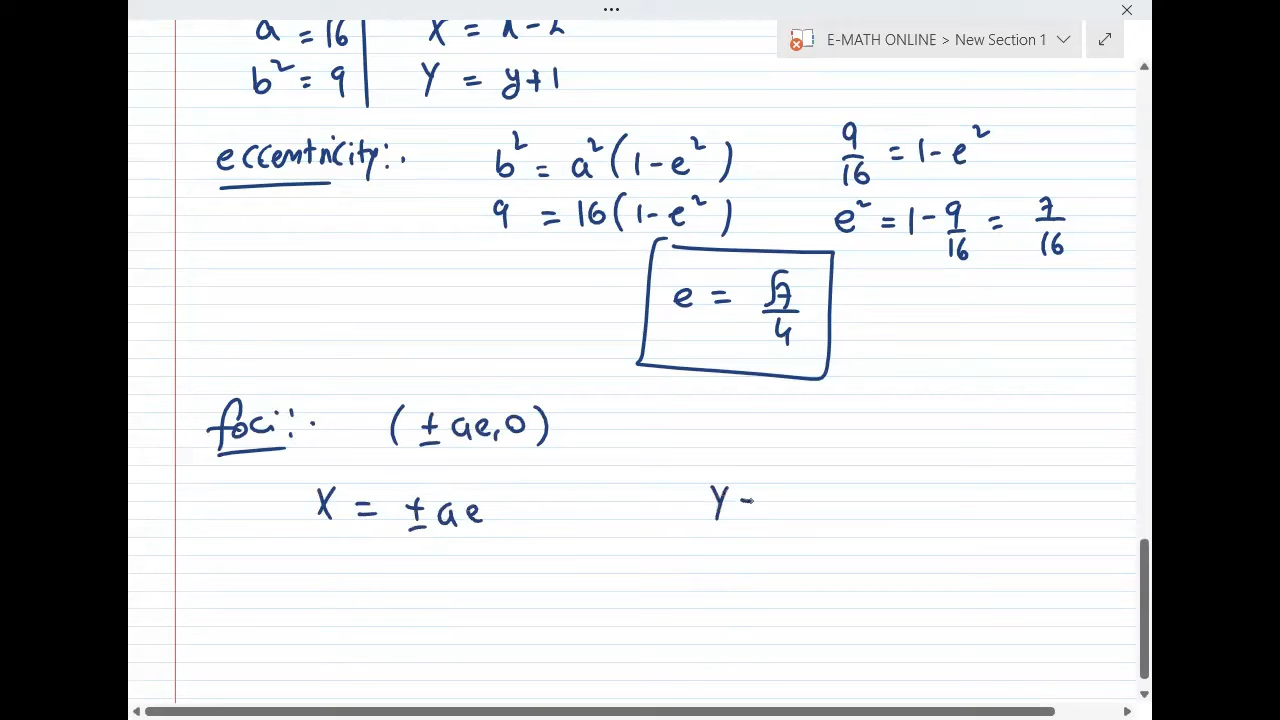 E-MATH ONLINE > New Section 1
a = 16
b² = 9
Y = y+1
eccentricity:.
b² = a²(1-e²)
9 = 16(1-e²)
9/16 = 1-e²
e² = 1-9/16 = 7/16
e = √7/4
foci:.
(±ae,0)
X = ±ae
Y -